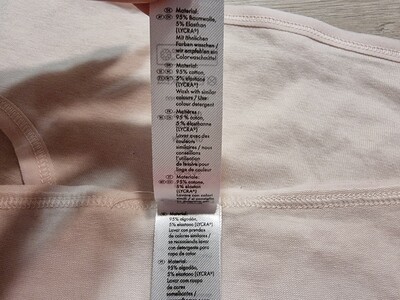 Material:
95% Baumwolle,
5% Elasthan
(LYCRA®)
Mit ähnlichen
Farben waschen /
wir empfehlen ein
Colorwaschmittel
Material:
95% cotton,
5% elastane
(LYCRA®)
Wash with similar
colours / Use
colour detergent
Matières:
95% cotton,
5% élasthanne
(LYCRA®)
Laver avec des
couleurs
similaires / nous
conseillons
l'utilisation
de lessive pour
linge de couleur
Materiale:
95% cotone,
5% elastan
(LYCRA®)
Material:
95% algodón,
5% elastano (LYCRA®)
Lavar con prendas
de colores similares /
se recomienda lavar
con detergente para
ropa de color
Material:
95% algodão,
5% elastano
(LYCRA®)
Lavar com roupa
de cores
semelhantes /